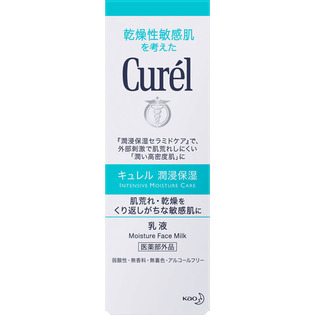 乾燥性敏感肌
を考えた
Curél
『潤浸保湿セラミドケア』で、
外部刺激で肌荒れしにくい
「潤い高密度肌」に
キュレル 潤浸保湿
INTENSIVE MOISTURE CARE
肌荒れ・乾燥を
くり返しがちな敏感肌に
乳液
Moisture Face Milk
医薬部外品
弱酸性・無香料・無着色・アルコールフリー
Kao